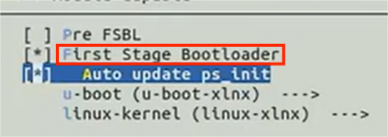 [ ] Pre FSBL
[*] First Stage Bootloader
[*] Auto update ps_init
u-boot (u-boot-xlnx) --->
linux-kernel (linux-xlnx) --->